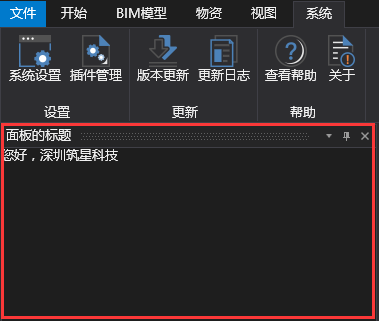 文件 开始 BIM模型 物资 视图 系统
系统设置 插件管理 版本更新 更新日志 查看帮助 关于
设置 更新 帮助
面板的标题
您好，深圳筑星科技